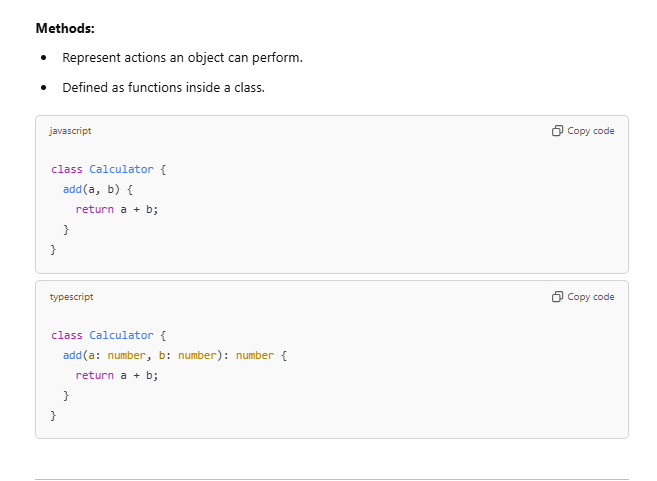 Methods:
• Represent actions an object can perform.
• Defined as functions inside a class.
javascript Copy code
class Calculator {
  add(a, b) {
    return a + b;
  }
}
typescript Copy code
class Calculator {
  add(a: number, b: number): number {
    return a + b;
  }
}